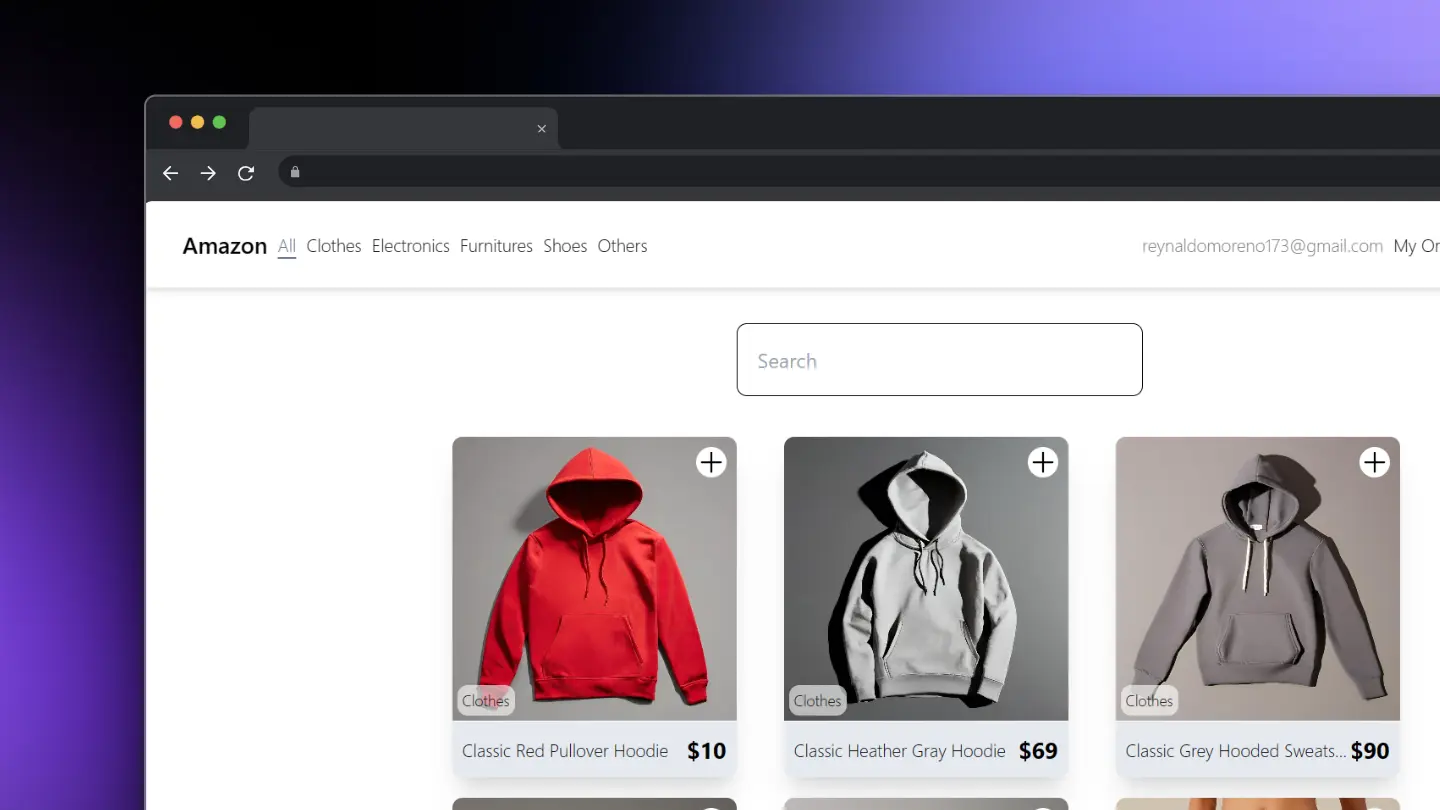 Amazon All Clothes Electronics Furnitures Shoes Others reynaldomoreno173@gmail.com My Or
Search
Clothes Clothes Clothes
Classic Red Pullover Hoodie $10 Classic Heather Gray Hoodie $69 Classic Grey Hooded Sweats... $90